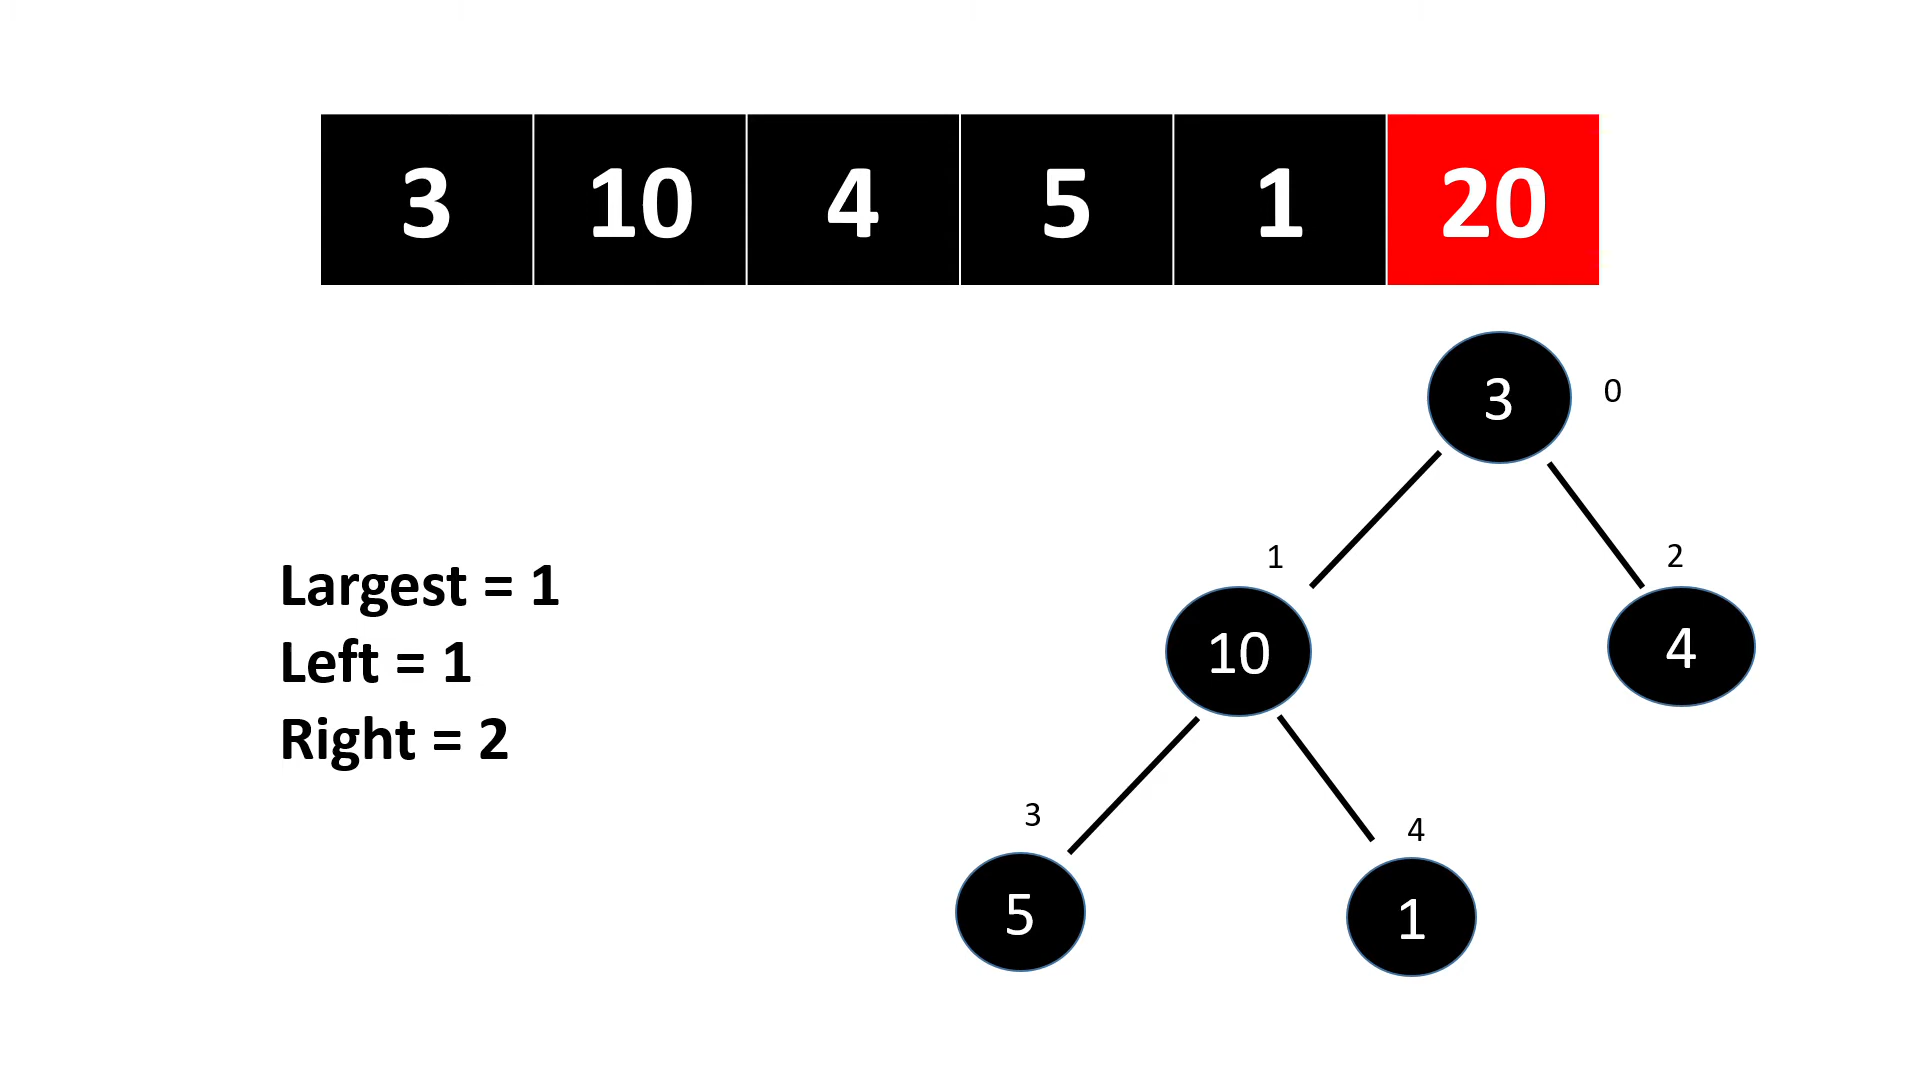 3 10 4 5 1 20
3 0
1 2
Largest = 1
10 4
Left = 1
Right = 2
3 4
5 1